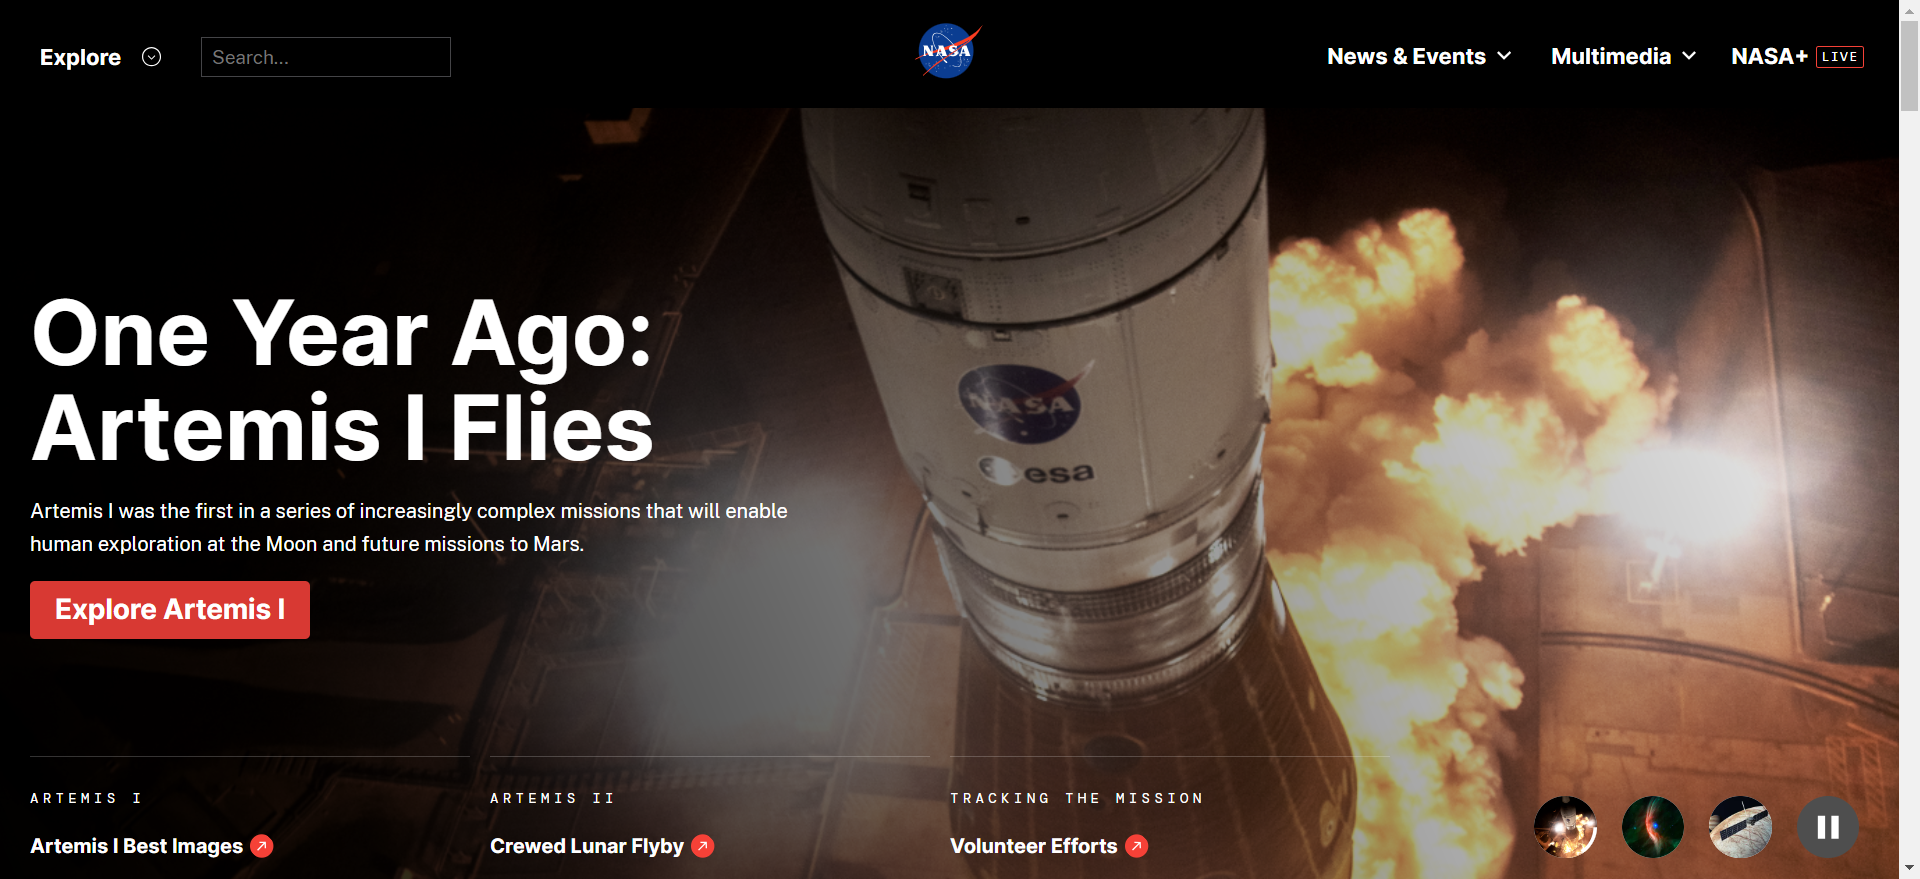 Explore
Search...
NASA
News & Events
Multimedia
NASA+ LIVE
One Year Ago:
Artemis I Flies
NASA
esa
Artemis I was the first in a series of increasingly complex missions that will enable
human exploration at the Moon and future missions to Mars.
Explore Artemis I
ARTEMIS I
Artemis I Best Images
ARTEMIS II
Crewed Lunar Flyby
TRACKING THE MISSION
Volunteer Efforts